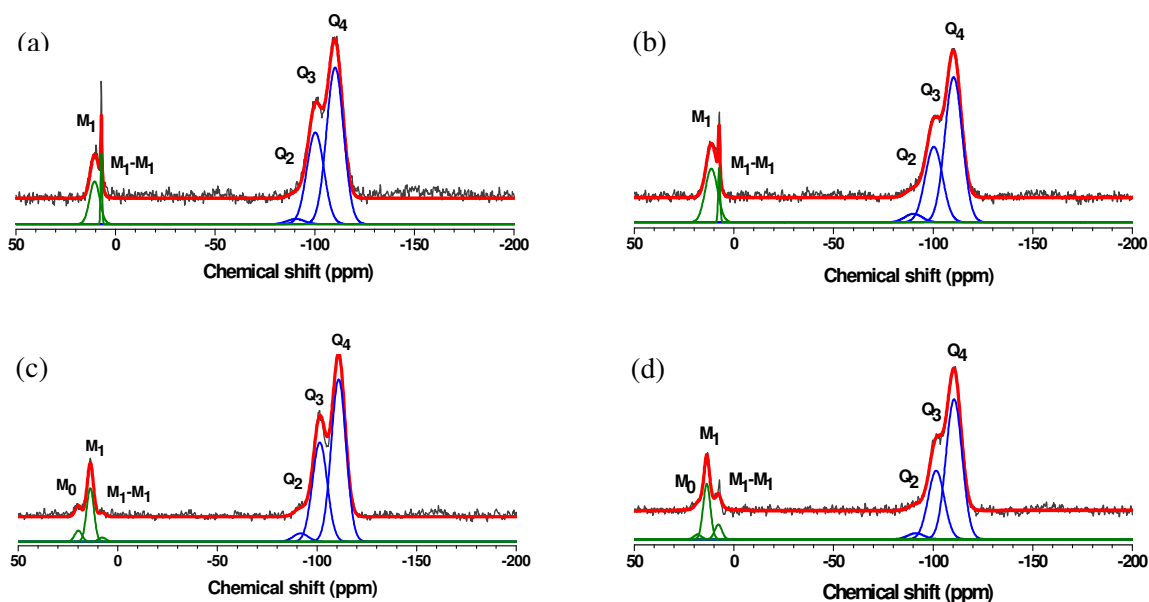 (a)
Q4
Q3
M1
Q2
M1-M1
50 0 -50 -100 -150 -200
Chemical shift (ppm)
(b)
Q4
Q3
M1
Q2
M1-M1
50 0 -50 -100 -150 -200
Chemical shift (ppm)
(c)
Q4
Q3
M1
M0
M1-M1
Q2
50 0 -50 -100 -150 -200
Chemical shift (ppm)
(d)
Q4
Q3
M1
M0
M1-M1
Q2
50 0 -50 -100 -150 -200
Chemical shift (ppm)